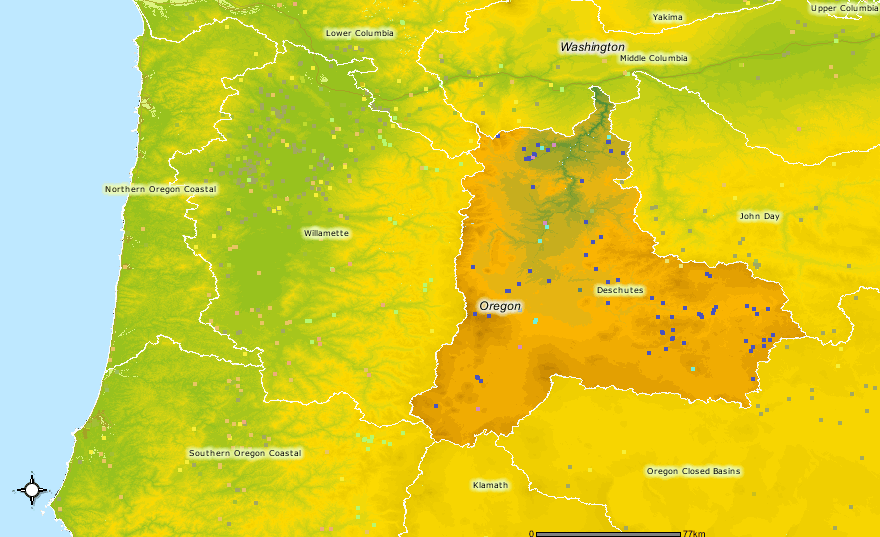 Upper Columbia
Yakima
Lower Columbia
Washington
Middle Columbia
Northern Oregon Coastal
John Day
Willamette
Deschutes
Oregon
Southern Oregon Coastal
Oregon Closed Basins
Klamath
0 77km